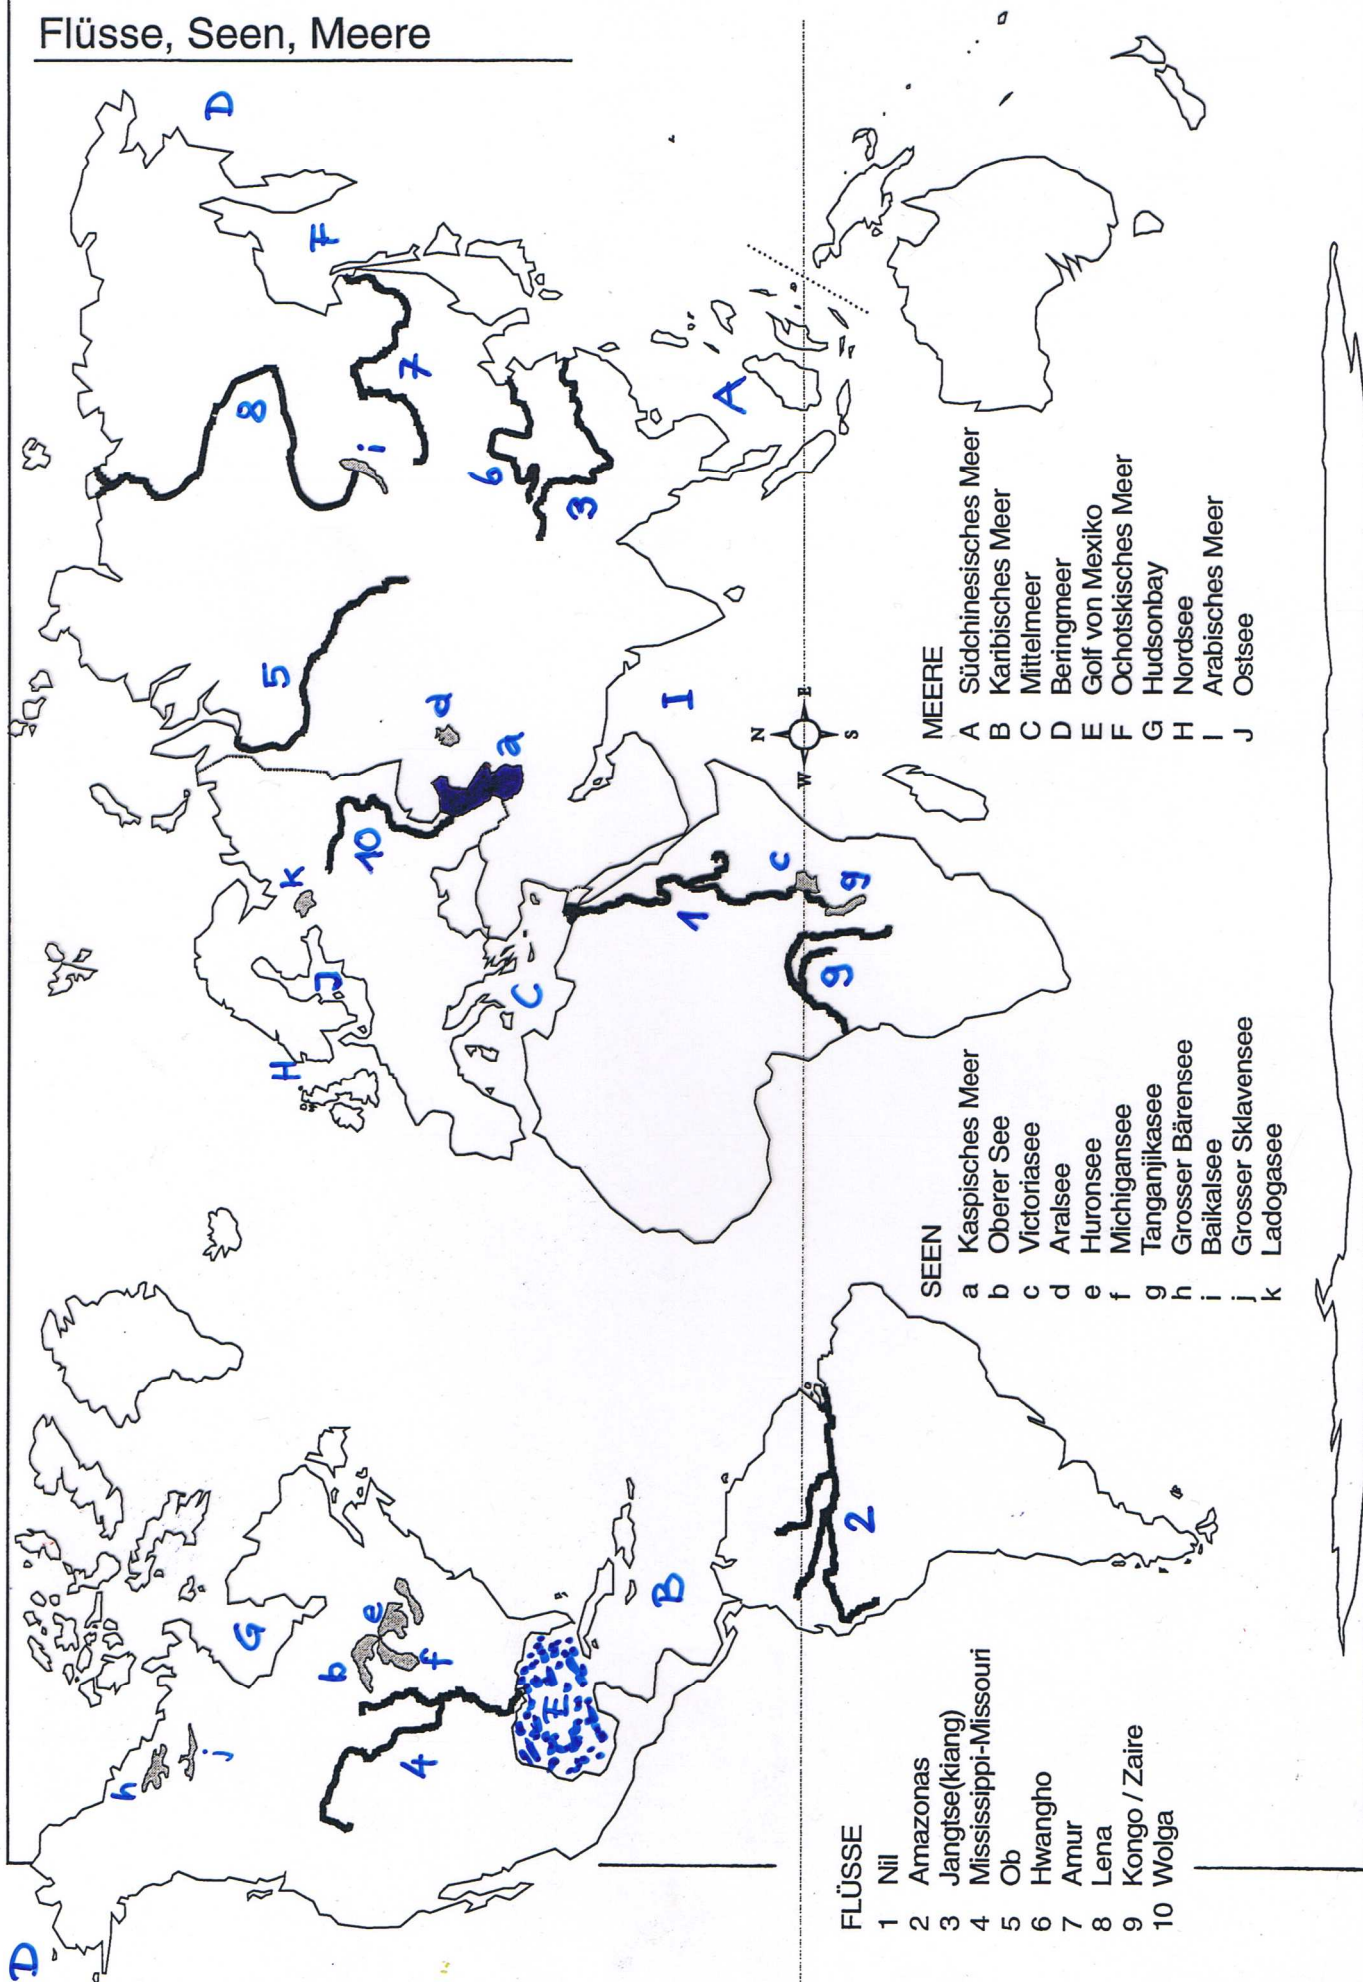 Flüsse, Seen, Meere
D
D
F
8
7
i
6
3
A
5
d
a
I
10
k
J
H
C
1
c
g
9
N
W
E
S
h
j
G
b
e
f
4
E
B
2
FLÜSSE
1 Nil
2 Amazonas
3 Jangtse(kiang)
4 Mississippi-Missouri
5 Ob
6 Hwangho
7 Amur
8 Lena
9 Kongo / Zaire
10 Wolga
SEEN
a Kaspisches Meer
b Oberer See
c Victoriasee
d Aralsee
e Huronsee
f Michigansee
g Tanganjikasee
h Grosser Bärensee
i Baikalsee
j Grosser Sklavensee
k Ladogasee
MEERE
A Südchinesisches Meer
B Karibisches Meer
C Mittelmeer
D Beringmeer
E Golf von Mexiko
F Ochotskisches Meer
G Hudsonbay
H Nordsee
I Arabisches Meer
J Ostsee